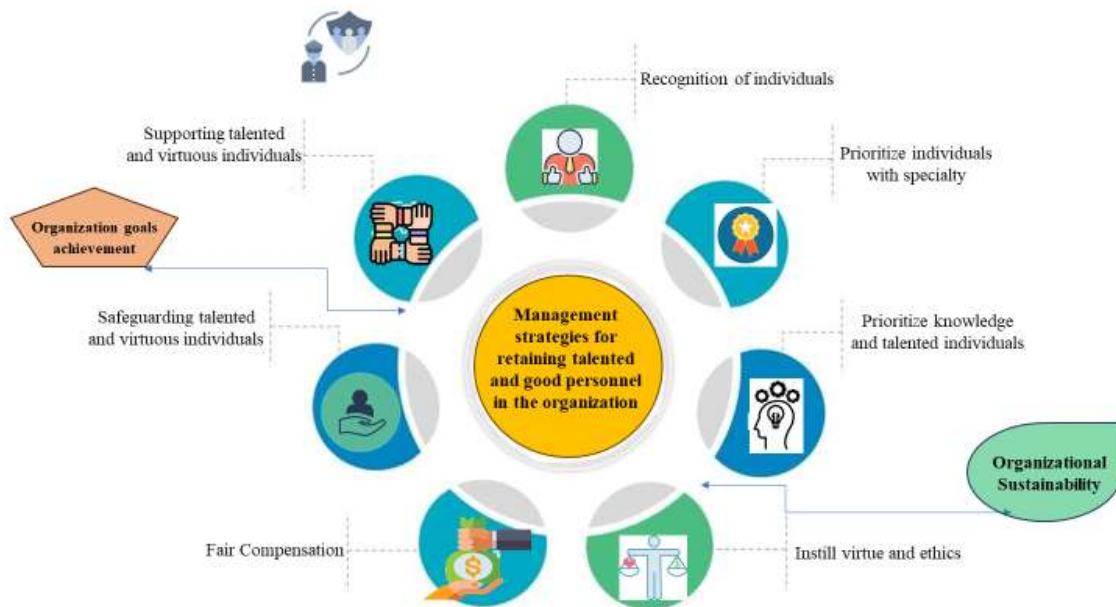 Recognition of individuals
Supporting talented
and virtuous individuals
Prioritize individuals
with specialty
Organization goals
achievement
Safeguarding talented
and virtuous individuals
Management
strategies for
retaining talented
and good personnel
in the organization
Prioritize knowledge
and talented individuals
Organizational
Sustainability
Fair Compensation
$
Instill virtue and ethics